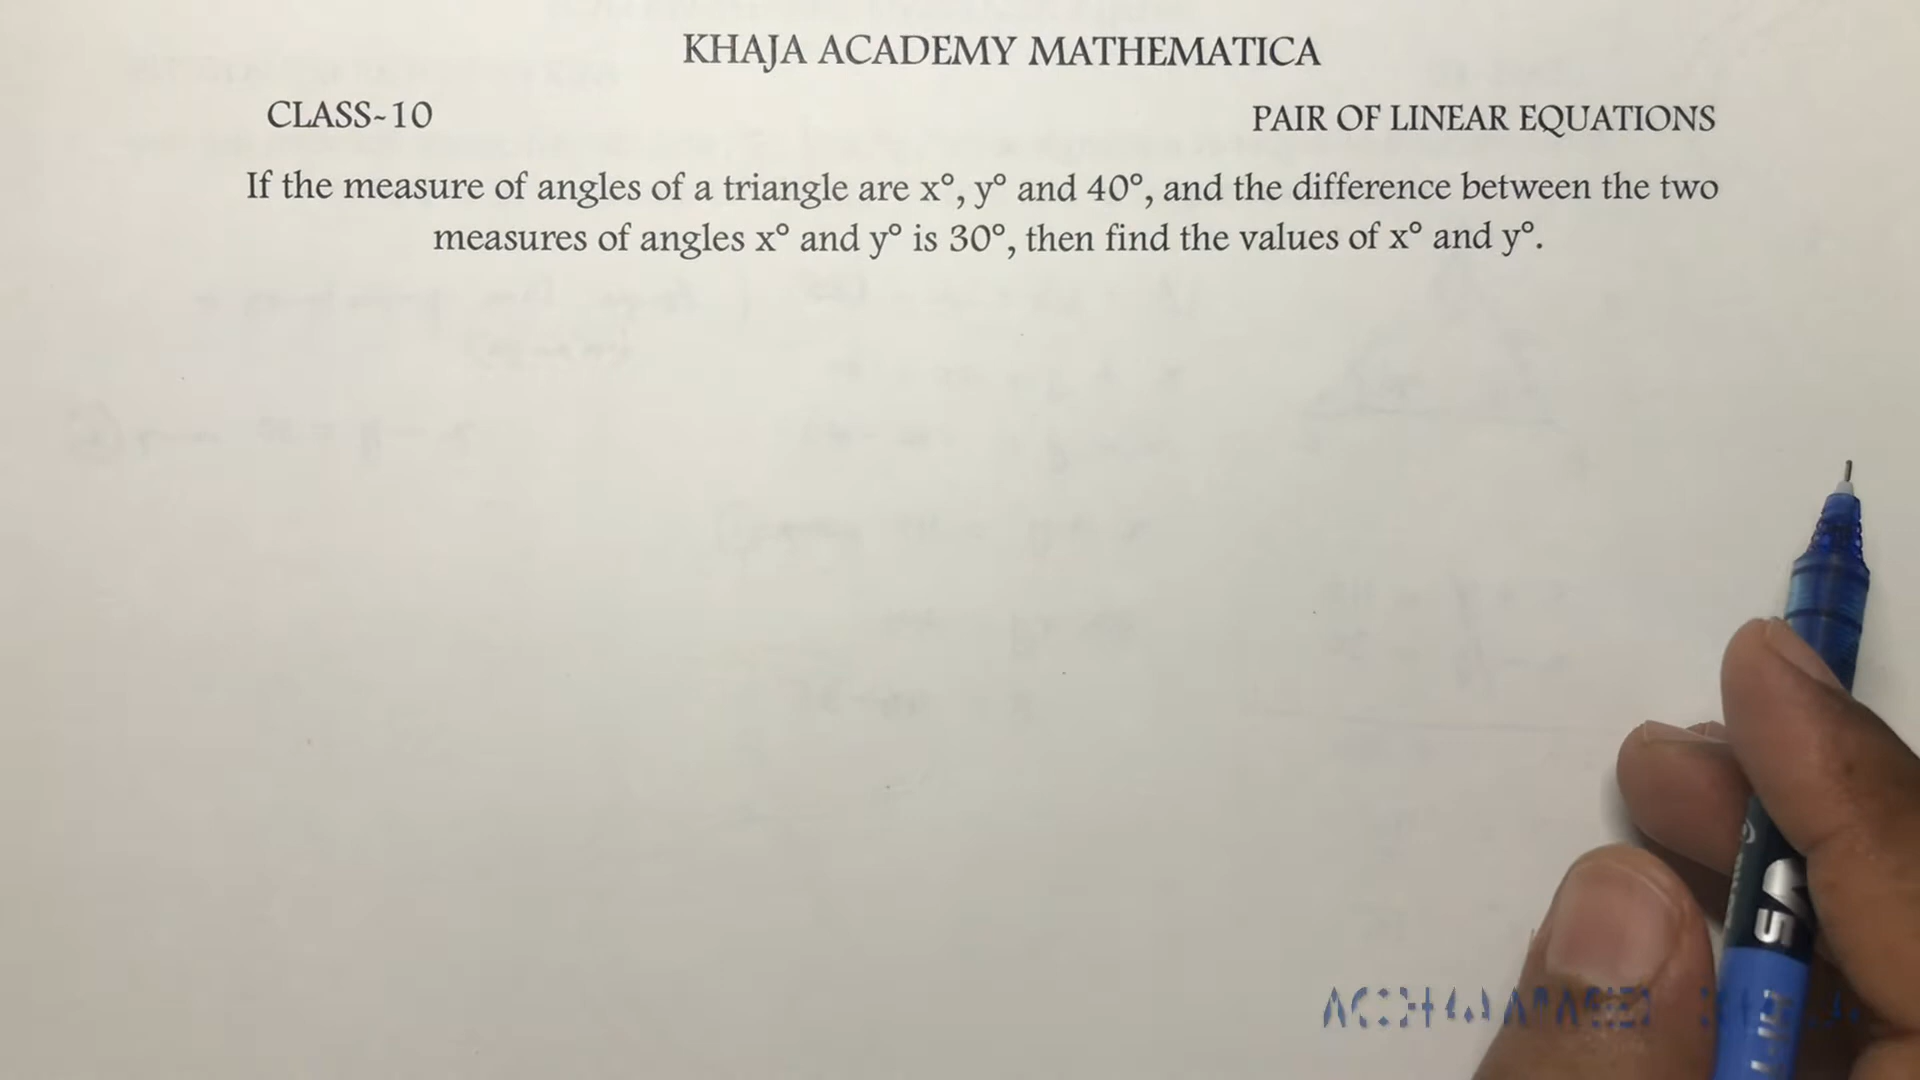 KHAJA ACADEMY MATHEMATICA
CLASS~10
PAIR OF LINEAR EQUATIONS
If the measure of angles of a triangle are x°, y° and 40°, and the difference between the two
measures of angles x° and y° is 30°, then find the values of x° and y°.